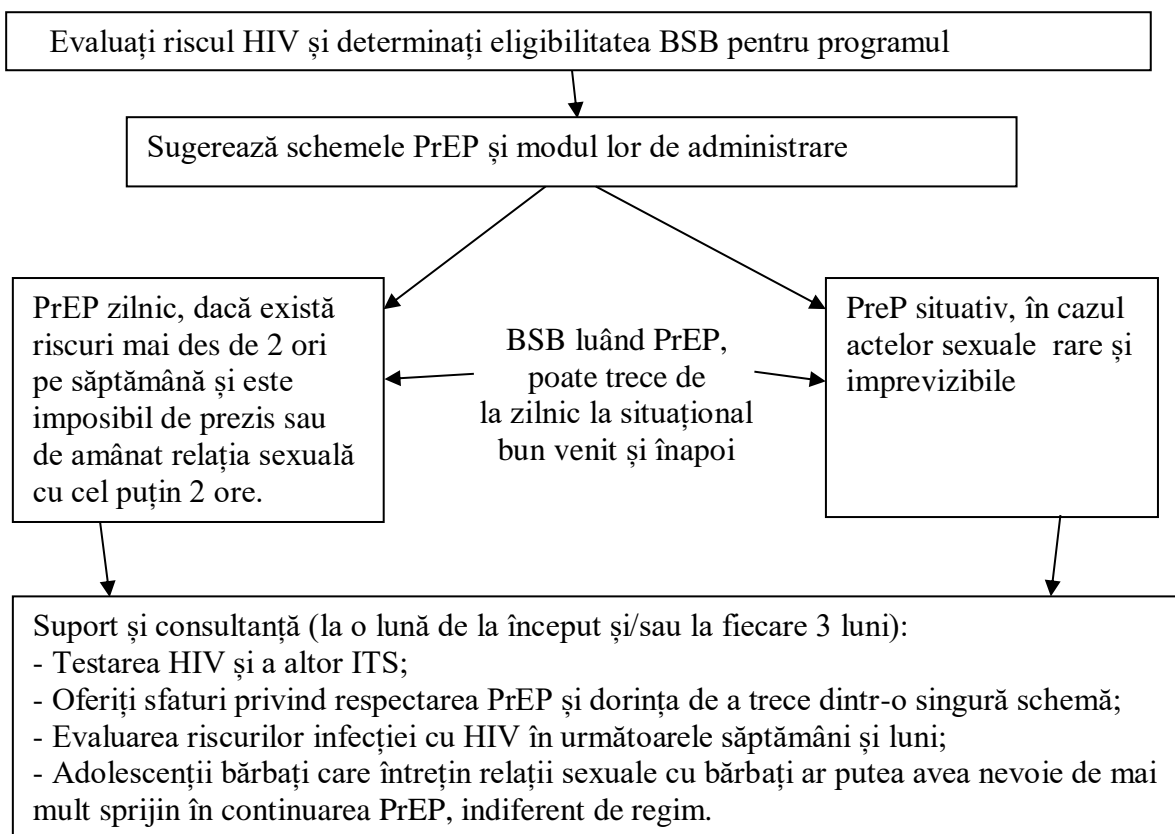 Evaluați riscul HIV și determinați eligibilitatea BSB pentru programul
Sugerează schemele PrEP și modul lor de administrare
PrEP zilnic, dacă există
riscuri mai des de 2 ori
pe săptămână și este
imposibil de prezis sau
de amânat relația sexuală
cu cel puțin 2 ore.
BSB luând PrEP,
poate trece de
la zilnic la situațional
bun venit și înapoi
PreP situativ, în cazul
actelor sexuale rare și
imprevizibile
Suport și consultanță (la o lună de la început și/sau la fiecare 3 luni):
- Testarea HIV și a altor ITS;
- Oferiți sfaturi privind respectarea PrEP și dorința de a trece dintr-o singură schemă;
- Evaluarea riscurilor infecției cu HIV în următoarele săptămâni și luni;
- Adolescenții bărbați care întrețin relații sexuale cu bărbați ar putea avea nevoie de mai
mult sprijin în continuarea PrEP, indiferent de regim.